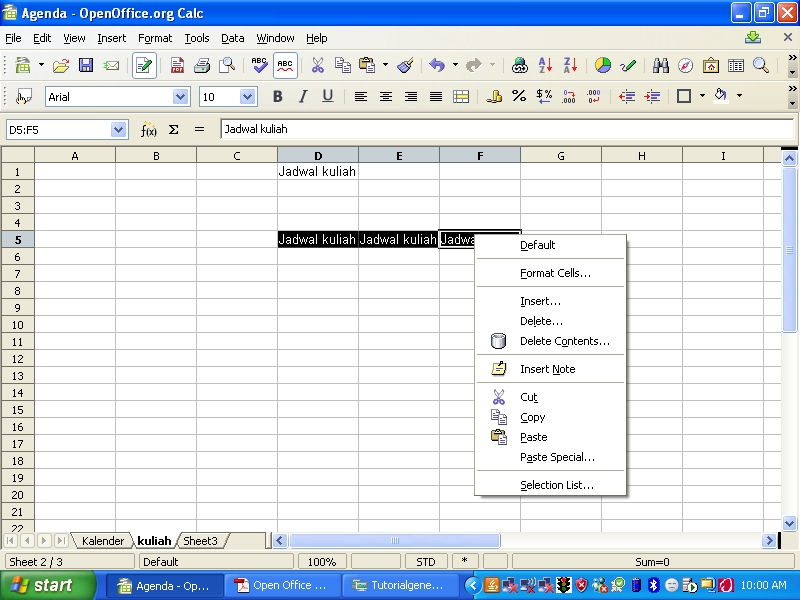 Agenda - OpenOffice.org Calc
File Edit View Insert Format Tools Data Window Help
ABC ABC
Arial 10 B I U
D5:F5 f(x) Σ = Jadwal kuliah
A B C D E F G H I
1 Jadwal kuliah
2
3
4
5 Jadwal kuliah Jadwal kuliah Jadwa
6
7
8
9
10
11
12
13
14
15
16
17
18
19
20
21
22
Default
Format Cells...
Insert...
Delete...
Delete Contents...
Insert Note
Cut
Copy
Paste
Paste Special...
Selection List...
Kalender kuliah Sheet3
Sheet 2 / 3 Default 100% STD * Sum=0
start Agenda - Op... Open Office ... Tutorialgene... 10:00 AM